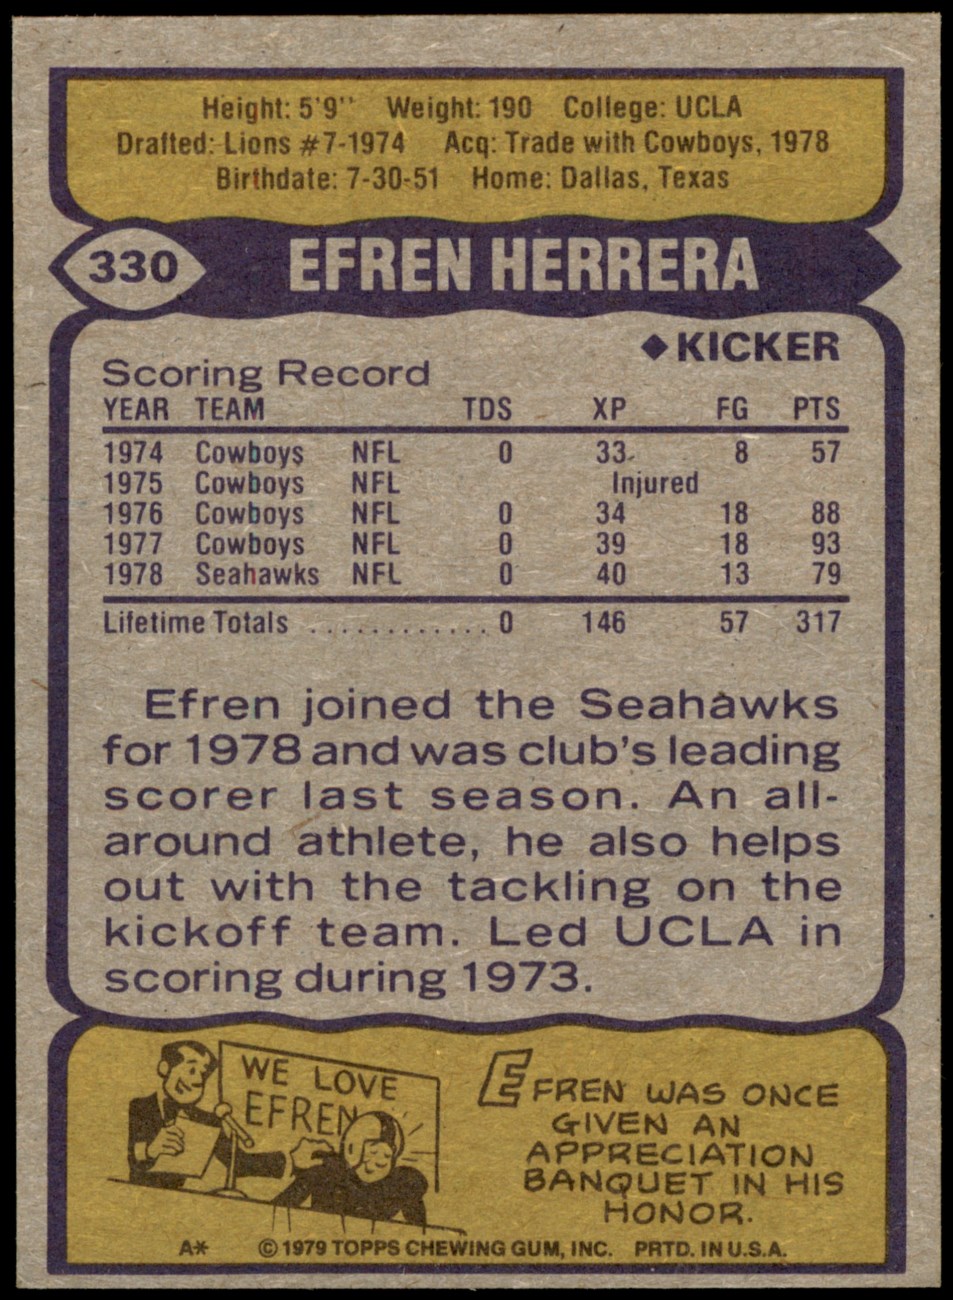 Height: 5'9" Weight: 190 College: UCLA
Drafted: Lions #7-1974 Acq: Trade with Cowboys, 1978
Birthdate: 7-30-51 Home: Dallas, Texas
330 EFREN HERRERA
◆ KICKER
Scoring Record
YEAR TEAM TDS XP FG PTS
1974 Cowboys NFL 0 33 8 57
1975 Cowboys NFL Injured
1976 Cowboys NFL 0 34 18 88
1977 Cowboys NFL 0 39 18 93
1978 Seahawks NFL 0 40 13 79
Lifetime Totals ............. 0 146 57 317
Efren joined the Seahawks
for 1978 and was club's leading
scorer last season. An all-
around athlete, he also helps
out with the tackling on the
kickoff team. Led UCLA in
scoring during 1973.
WE LOVE
EFREN
EFREN WAS ONCE
GIVEN AN
APPRECIATION
BANQUET IN HIS
HONOR.
A* © 1979 TOPPS CHEWING GUM, INC. PRTD. IN U.S.A.